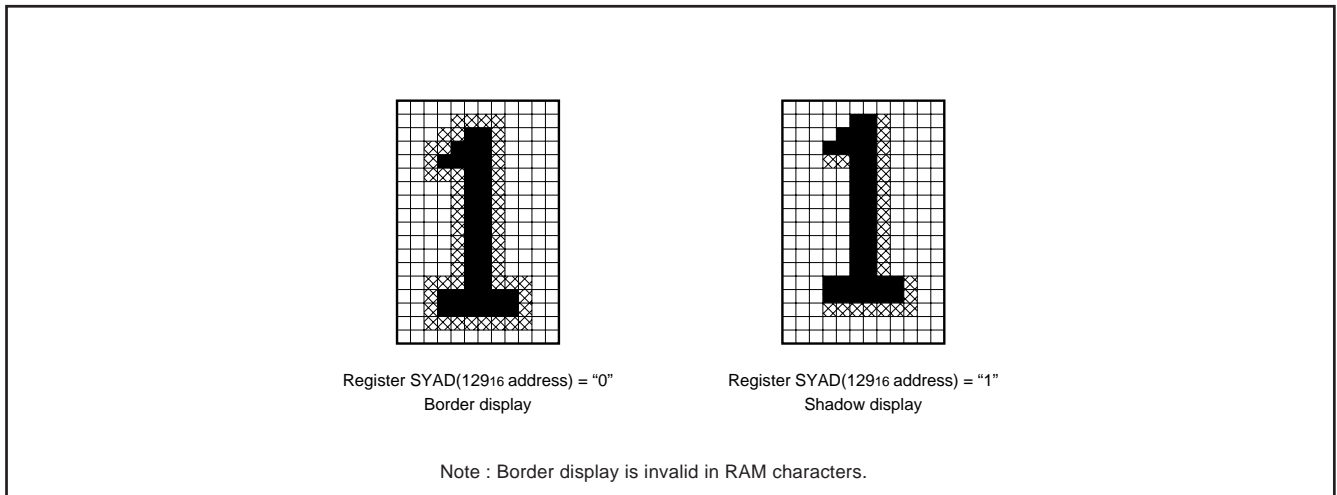 Register SYAD(12916 address) = “0”
Border display
Register SYAD(12916 address) = “1”
Shadow display
Note : Border display is invalid in RAM characters.